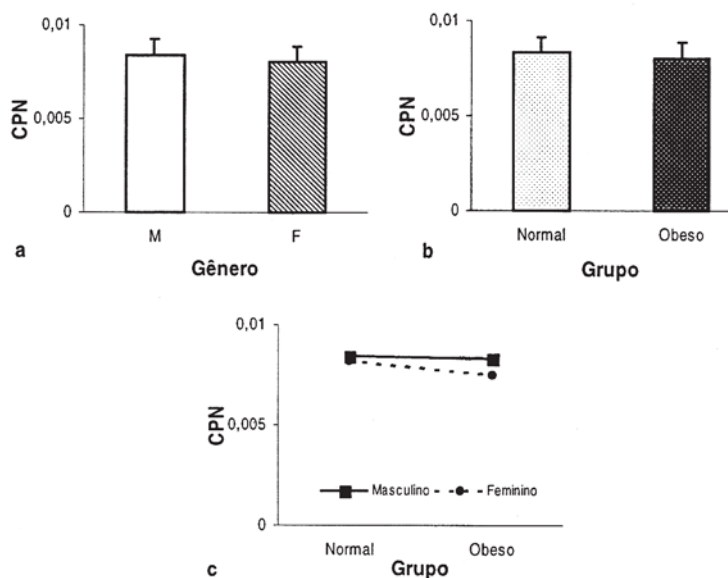 0,01
0,005
0
CPN
M F
Gênero
a
0,01
0,005
0
CPN
Normal Obeso
Grupo
b
0,01
0,005
0
CPN
Masculino Feminino
Normal Obeso
Grupo
c